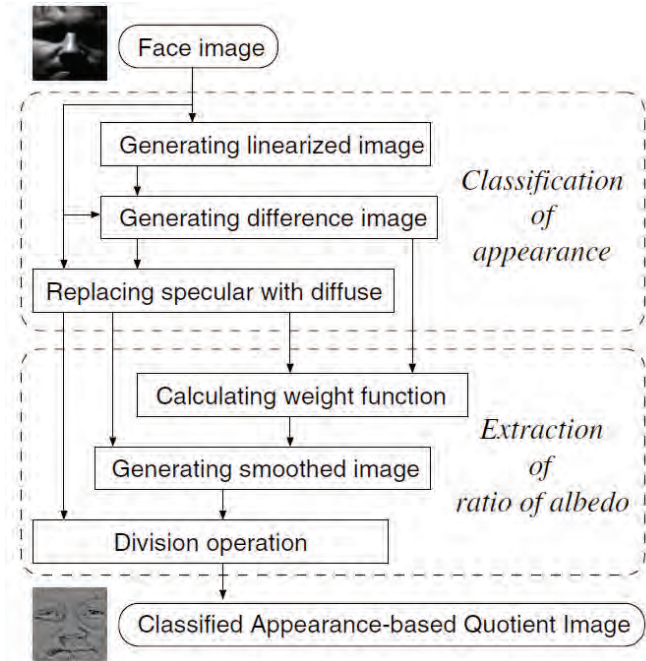 Face image
Generating linearized image
Classification
of
appearance
Generating difference image
Replacing specular with diffuse
Calculating weight function
Extraction
of
ratio of albedo
Generating smoothed image
Division operation
Classified Appearance-based Quotient Image